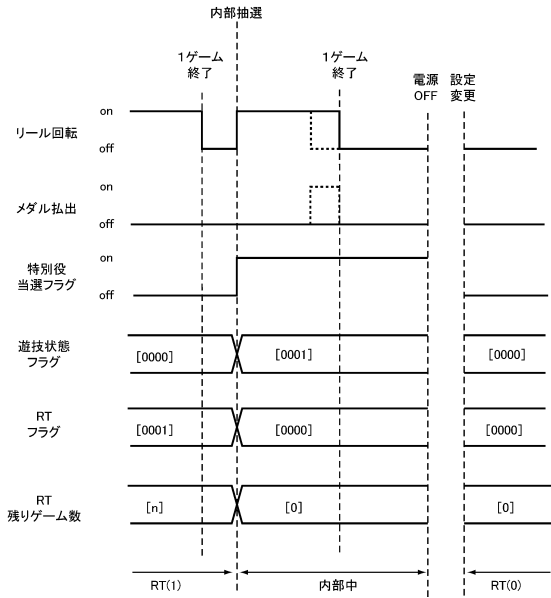 内部抽選
1ゲーム
終了
1ゲーム
終了
電源
OFF
設定
変更
リール回転
on
off
メダル払出
on
off
特別役
当選フラグ
on
off
遊技状態
フラグ
[0000]
[0001]
[0000]
RT
フラグ
[0001]
[0000]
[0000]
RT
残りゲーム数
[n]
[0]
[0]
RT(1)
内部中
RT(0)